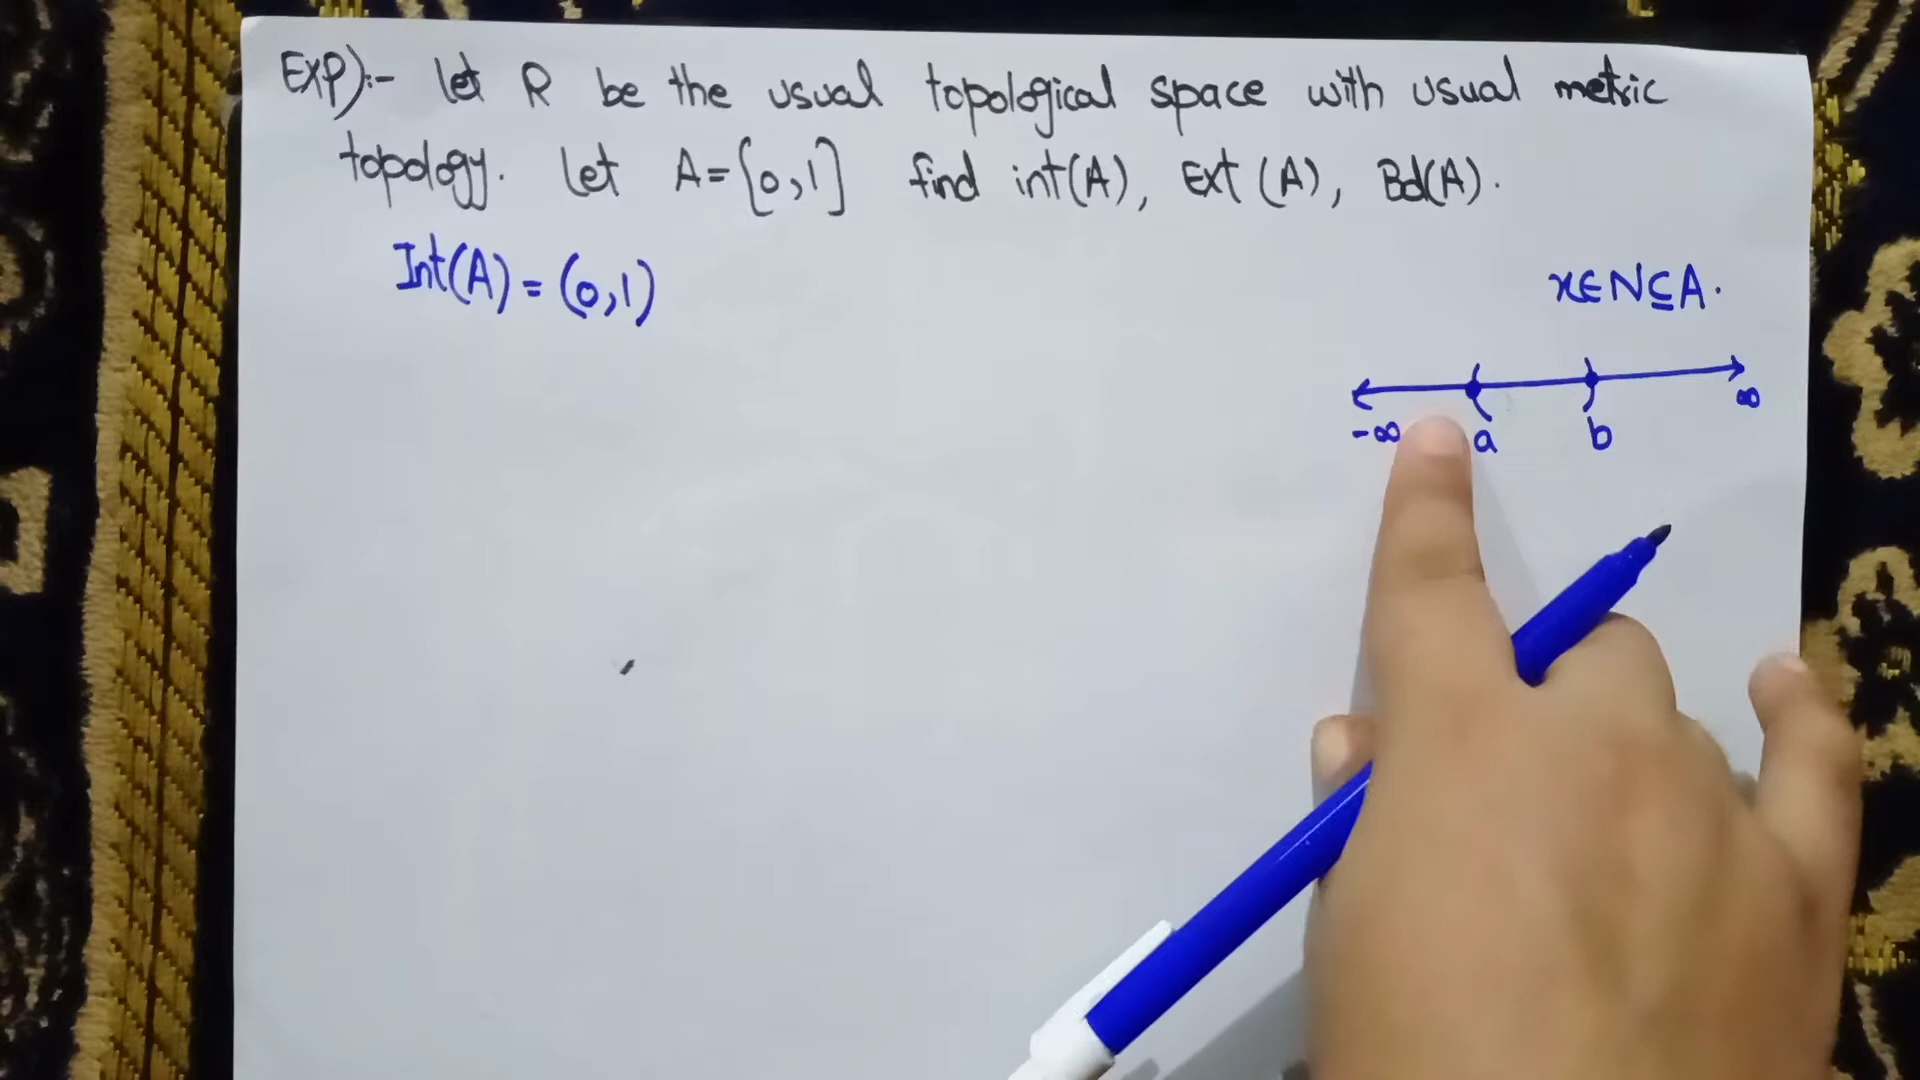 Exp):- let R be the usual topological space with usual metric
topology. Let A=[0,1] find int(A), Ext (A), Bd(A).
Int(A) = (0,1)
x∈N⊆A.
-∞ a b ∞